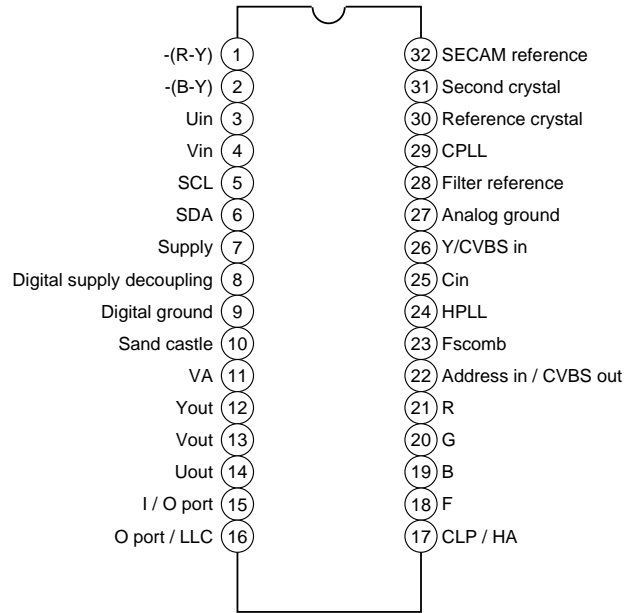 -(R-Y) 1 32 SECAM reference
-(B-Y) 2 31 Second crystal
Uin 3 30 Reference crystal
Vin 4 29 CPLL
SCL 5 28 Filter reference
SDA 6 27 Analog ground
Supply 7 26 Y/CVBS in
Digital supply decoupling 8 25 Cin
Digital ground 9 24 HPLL
Sand castle 10 23 Fscomb
VA 11 22 Address in / CVBS out
Yout 12 21 R
Vout 13 20 G
Uout 14 19 B
I / O port 15 18 F
O port / LLC 16 17 CLP / HA